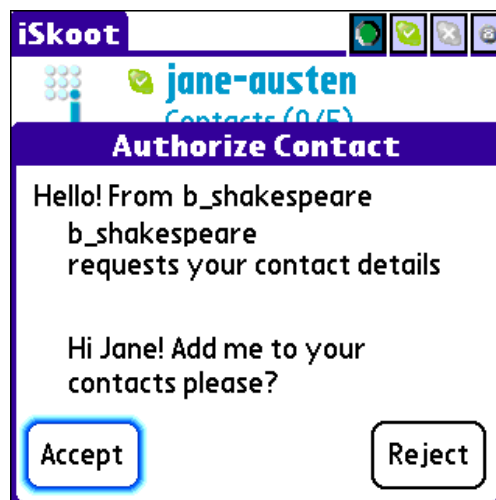 iSkoot
jane-austen
Contacts (0/5)
Authorize Contact
Hello! From b_shakespeare
b_shakespeare
requests your contact details
Hi Jane! Add me to your
contacts please?
Accept
Reject